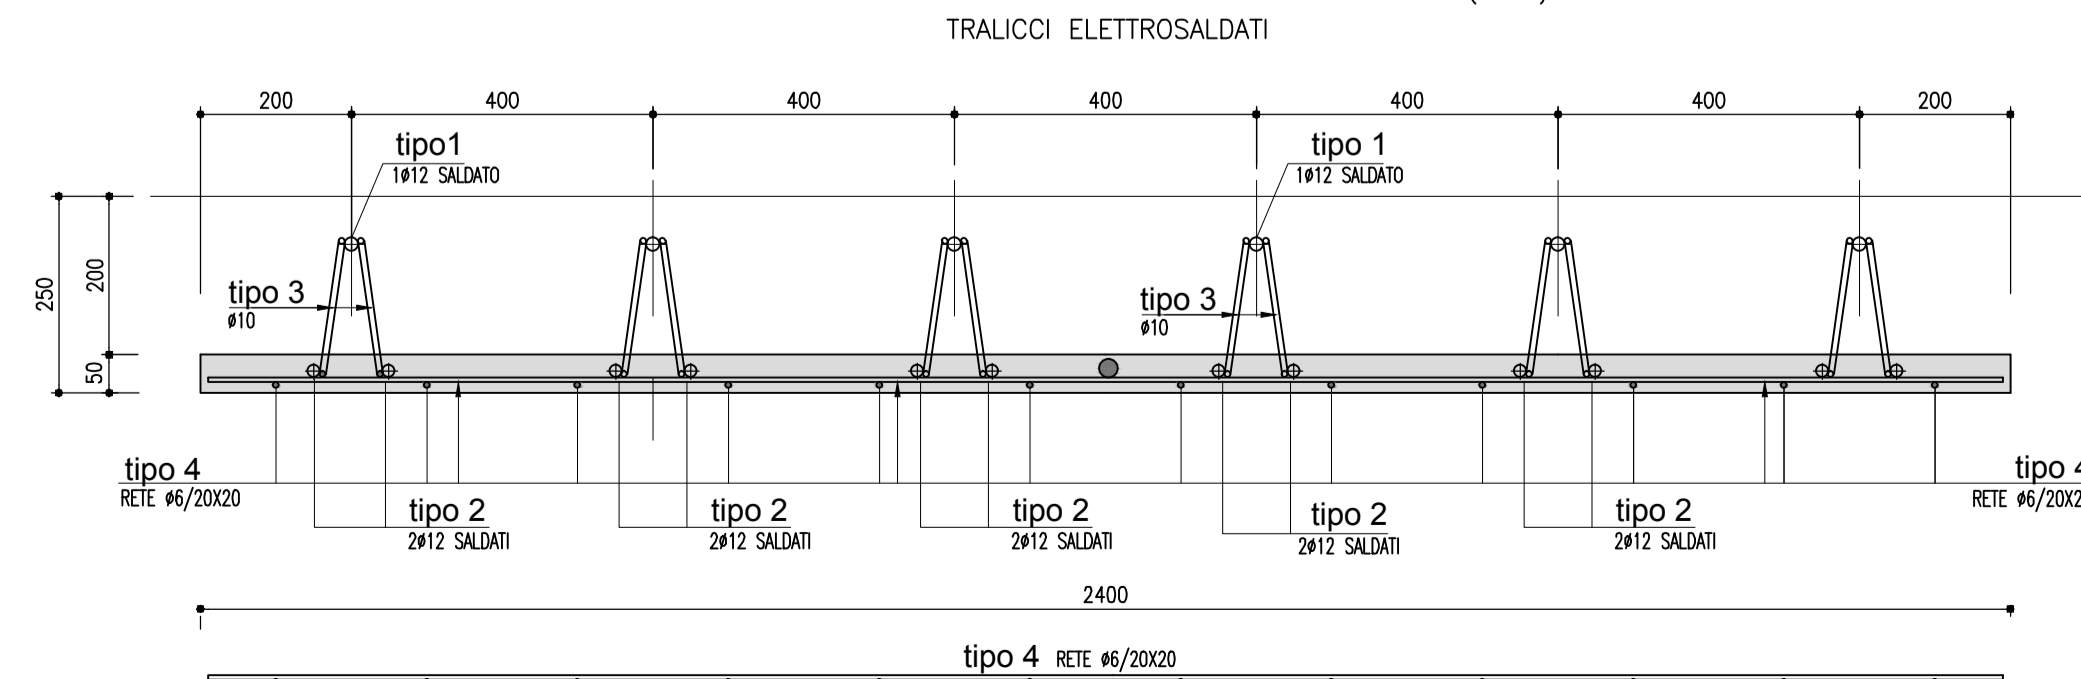 TRALICCI ELETTROSALDATI
200 400 400 400 400 400 200
tipo1
1ø12 SALDATO
tipo 1
1ø12 SALDATO
250
200
50
tipo 3
ø10
tipo 3
ø10
tipo 4
RETE ø6/20X20
tipo 4
RETE ø6/20X2
tipo 2
2ø12 SALDATI
tipo 2
2ø12 SALDATI
tipo 2
2ø12 SALDATI
tipo 2
2ø12 SALDATI
tipo 2
2ø12 SALDATI
2400
tipo 4 RETE ø6/20X20